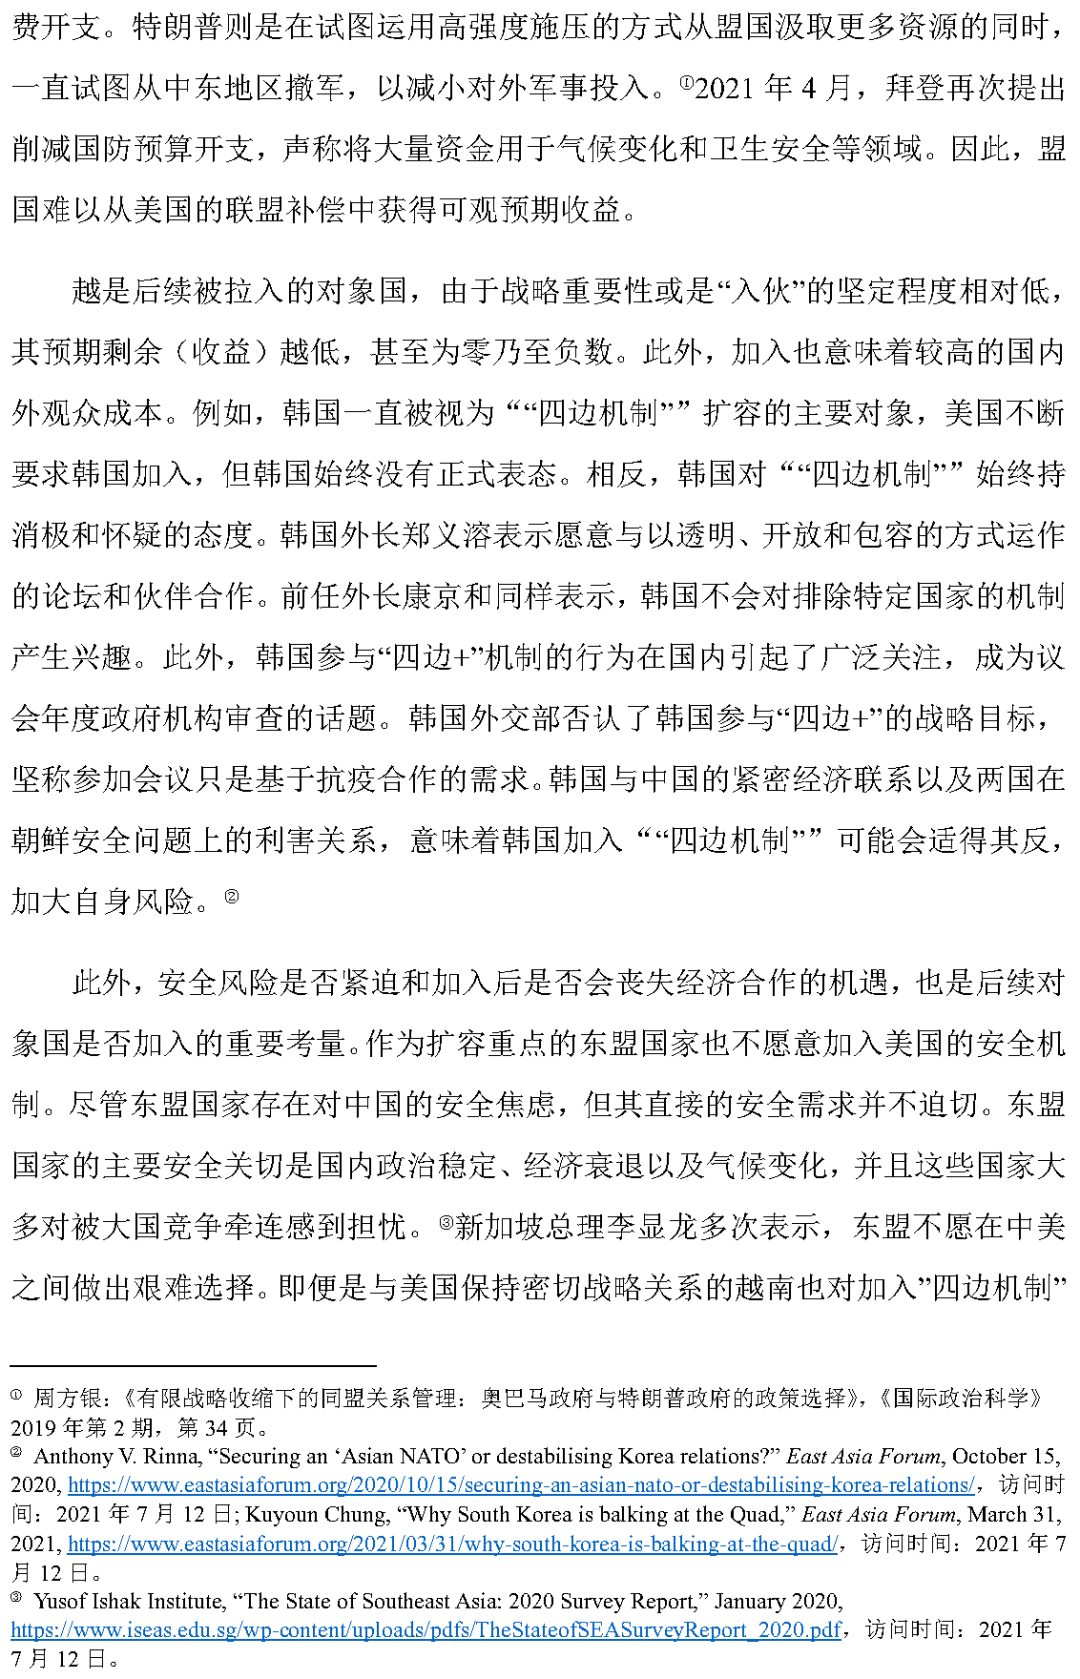 费开支。特朗普则是在试图运用高强度施压的方式从盟国汲取更多资源的同时，
一直试图从中东地区撤军，以减小对外军事投入。①2021 年 4 月，拜登再次提出
削减国防预算开支，声称将大量资金用于气候变化和卫生安全等领域。因此，盟
国难以从美国的联盟补偿中获得可观预期收益。
越是后续被拉入的对象国，由于战略重要性或是“入伙”的坚定程度相对低，
其预期剩余（收益）越低，甚至为零乃至负数。此外，加入也意味着较高的国内
外观众成本。例如，韩国一直被视为““四边机制””扩容的主要对象，美国不断
要求韩国加入，但韩国始终没有正式表态。相反，韩国对““四边机制””始终持
消极和怀疑的态度。韩国外长郑义溶表示愿意与以透明、开放和包容的方式运作
的论坛和伙伴合作。前任外长康京和同样表示，韩国不会对排除特定国家的机制
产生兴趣。此外，韩国参与“四边+”机制的行为在国内引起了广泛关注，成为议
会年度政府机构审查的话题。韩国外交部否认了韩国参与“四边+”的战略目标，
坚称参加会议只是基于抗疫合作的需求。韩国与中国的紧密经济联系以及两国在
朝鲜安全问题上的利害关系，意味着韩国加入““四边机制””可能会适得其反，
加大自身风险。②
此外，安全风险是否紧迫和加入后是否会丧失经济合作的机遇，也是后续对
象国是否加入的重要考量。作为扩容重点的东盟国家也不愿意加入美国的安全机
制。尽管东盟国家存在对中国的安全焦虑，但其直接的安全需求并不迫切。东盟
国家的主要安全关切是国内政治稳定、经济衰退以及气候变化，并且这些国家大
多对被大国竞争牵连感到担忧。③新加坡总理李显龙多次表示，东盟不愿在中美
之间做出艰难选择。即便是与美国保持密切战略关系的越南也对加入”四边机制”
① 周方银：《有限战略收缩下的同盟关系管理：奥巴马政府与特朗普政府的政策选择》，《国际政治科学》
2019 年第 2 期，第 34 页。
② Anthony V. Rinna, “Securing an ‘Asian NATO’ or destabilising Korea relations?” East Asia Forum, October 15,
2020, https://www.eastasiaforum.org/2020/10/15/securing-an-asian-nato-or-destabilising-korea-relations/，访问时
间：2021 年 7 月 12 日; Kuyoun Chung, “Why South Korea is balking at the Quad,” East Asia Forum, March 31,
2021, https://www.eastasiaforum.org/2021/03/31/why-south-korea-is-balking-at-the-quad/，访问时间：2021 年 7
月 12 日。
③ Yusof Ishak Institute, “The State of Southeast Asia: 2020 Survey Report,” January 2020,
https://www.iseas.edu.sg/wp-content/uploads/pdfs/TheStateofSEASurveyReport_2020.pdf，访问时间：2021 年
7 月 12 日。